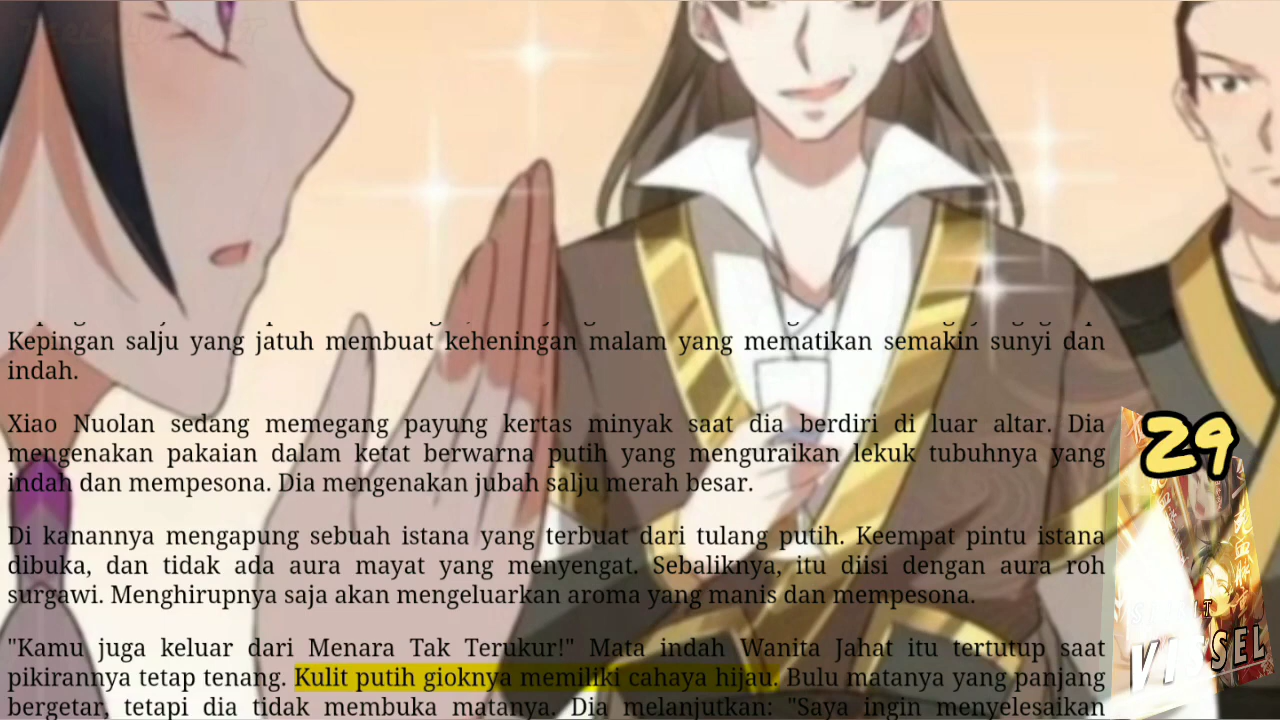 Kepingan salju yang jatuh membuat keheningan malam yang mematikan semakin sunyi dan
indah.
Xiao Nuolan sedang memegang payung kertas minyak saat dia berdiri di luar altar. Dia
mengenakan pakaian dalam ketat berwarna putih yang menguraikan lekuk tubuhnya yang
indah dan mempesona. Dia mengenakan jubah salju merah besar.
Di kanannya mengapung sebuah istana yang terbuat dari tulang putih. Keempat pintu istana
dibuka, dan tidak ada aura mayat yang menyengat. Sebaliknya, itu diisi dengan aura roh
surgawi. Menghirupnya saja akan mengeluarkan aroma yang manis dan mempesona.
"Kamu juga keluar dari Menara Tak Terukur!" Mata indah Wanita Jahat itu tertutup saat
pikirannya tetap tenang. Kulit putih gioknya memiliki cahaya hijau. Bulu matanya yang panjang
bergetar, tetapi dia tidak membuka matanya. Dia melanjutkan: "Saya ingin menyelesaikan
29
VISSEL